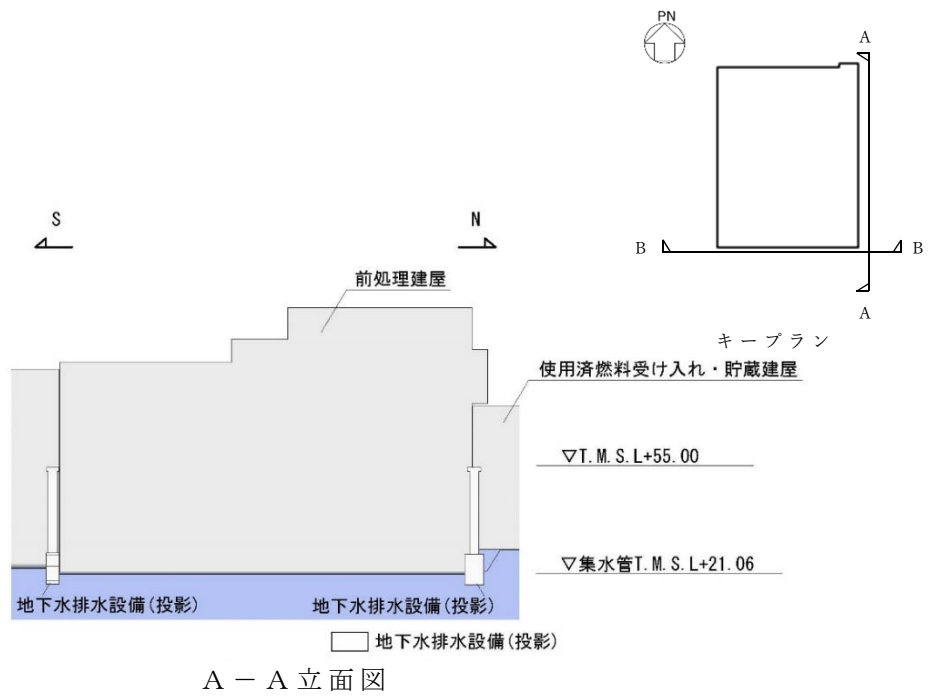 PN
A
B
B
A
キープラン
S
N
前処理建屋
使用済燃料受け入れ・貯蔵建屋
▽T.M.S.L+55.00
▽集水管T.M.S.L+21.06
地下水排水設備(投影)
地下水排水設備(投影)
地下水排水設備(投影)
A－A立面図